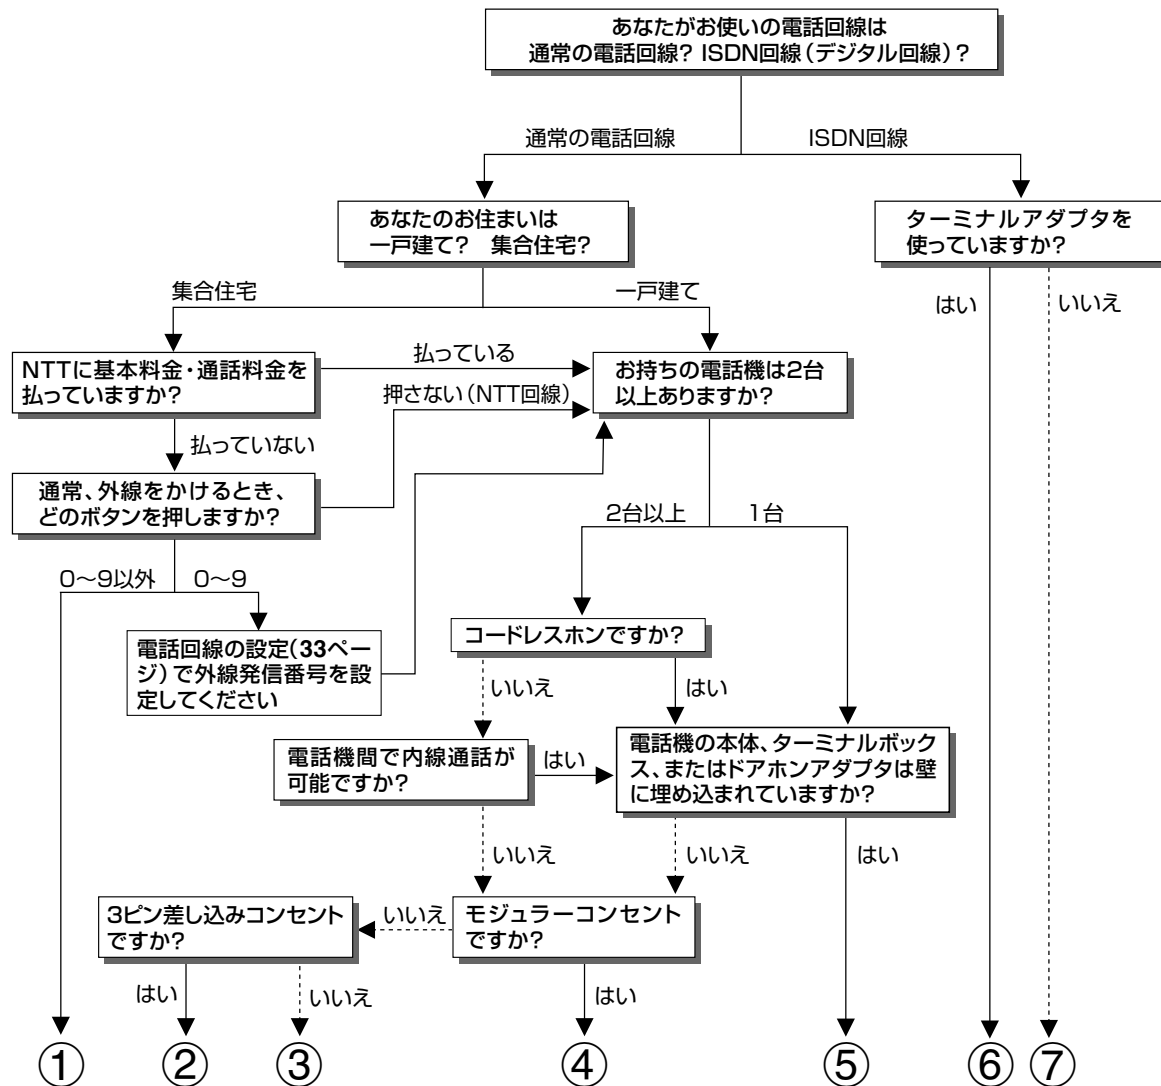 あなたがお使いの電話回線は
通常の電話回線? ISDN回線(デジタル回線)?
通常の電話回線
ISDN回線
あなたのお住まいは
一戸建て? 集合住宅?
ターミナルアダプタを
使っていますか?
集合住宅
一戸建て
はい
いいえ
NTTに基本料金・通話料金を
払っていますか?
払っている
お持ちの電話機は2台
以上ありますか?
押さない(NTT回線)
払っていない
通常、外線をかけるとき、
どのボタンを押しますか?
2台以上
1台
0〜9以外
0〜9
電話回線の設定(33ペー
ジ)で外線発信番号を設
定してください
コードレスホンですか?
いいえ
はい
電話機間で内線通話が
可能ですか?
はい
電話機の本体、ターミナルボック
ス、またはドアホンアダプタは壁
に埋め込まれていますか?
いいえ
いいえ
はい
3ピン差し込みコンセント
ですか?
いいえ
モジュラーコンセント
ですか?
はい
いいえ
はい
①
②
③
④
⑤
⑥
⑦